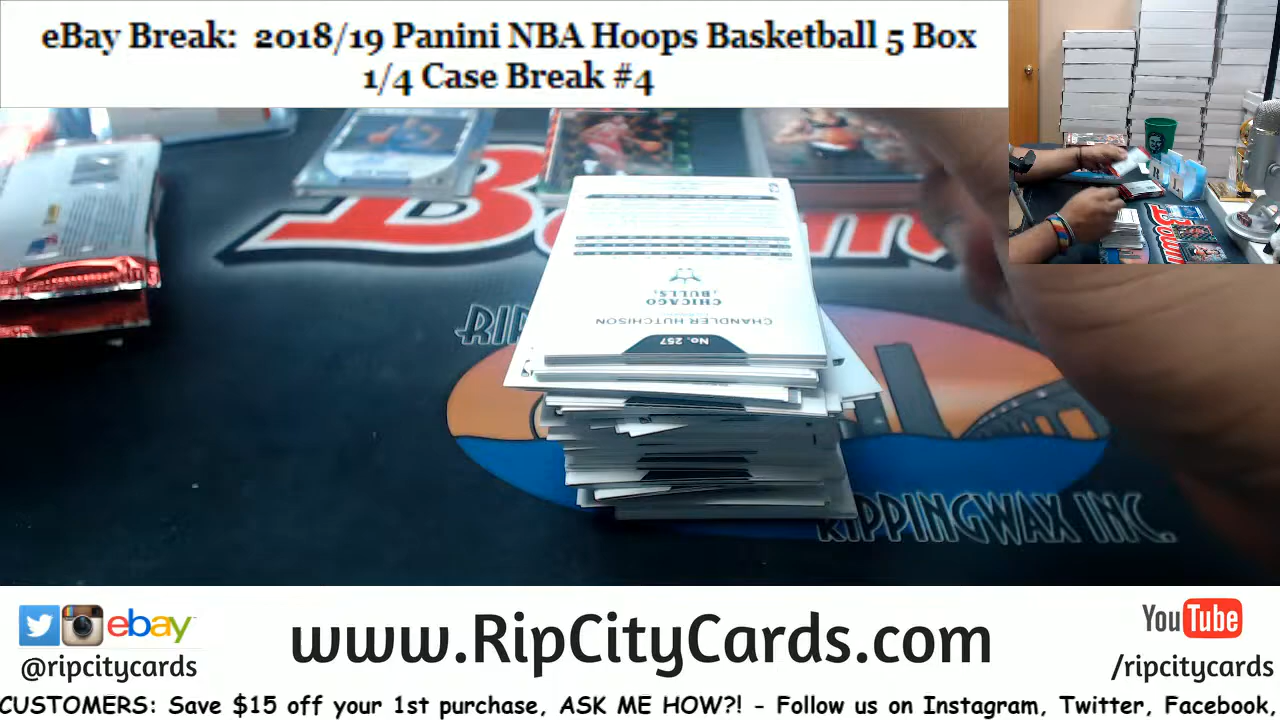 eBay Break:  2018/19 Panini NBA Hoops Basketball 5 Box
1/4 Case Break #4
No. 257
CHANDLER HUTCHISON
CHICAGO
BULLS
RIP
RIPPINGWAX INC.
ebay
@ripcitycards
www.RipCityCards.com
YouTube
/ripcitycards
CUSTOMERS: Save $15 off your 1st purchase, ASK ME HOW?! - Follow us on Instagram, Twitter, Facebook,